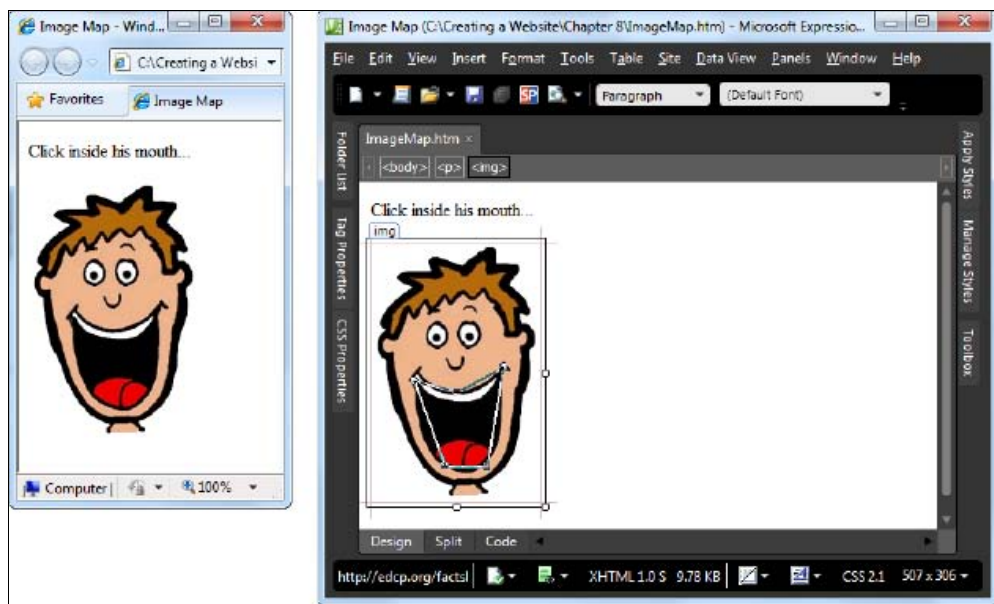 Image Map - Wind...
C:\Creating a Websi
Favorites
Image Map
Click inside his mouth...
Computer |
100%
Image Map (C:\Creating a Website\Chapter 8\ImageMap.htm) - Microsoft Expressio...
File Edit View Insert Format Tools Table Site Data View Panels Window Help
SP
Paragraph
(Default Font)
ImageMap.htm ×
<body> <p> <img>
Folder List
Tag Properties
CSS Properties
Click inside his mouth...
img
Apply Styles
Manage Styles
Toolbox
Design Split Code
http://edcp.org/factsl
XHTML 1.0 S 9.78 KB
CSS 2.1 507 x 306